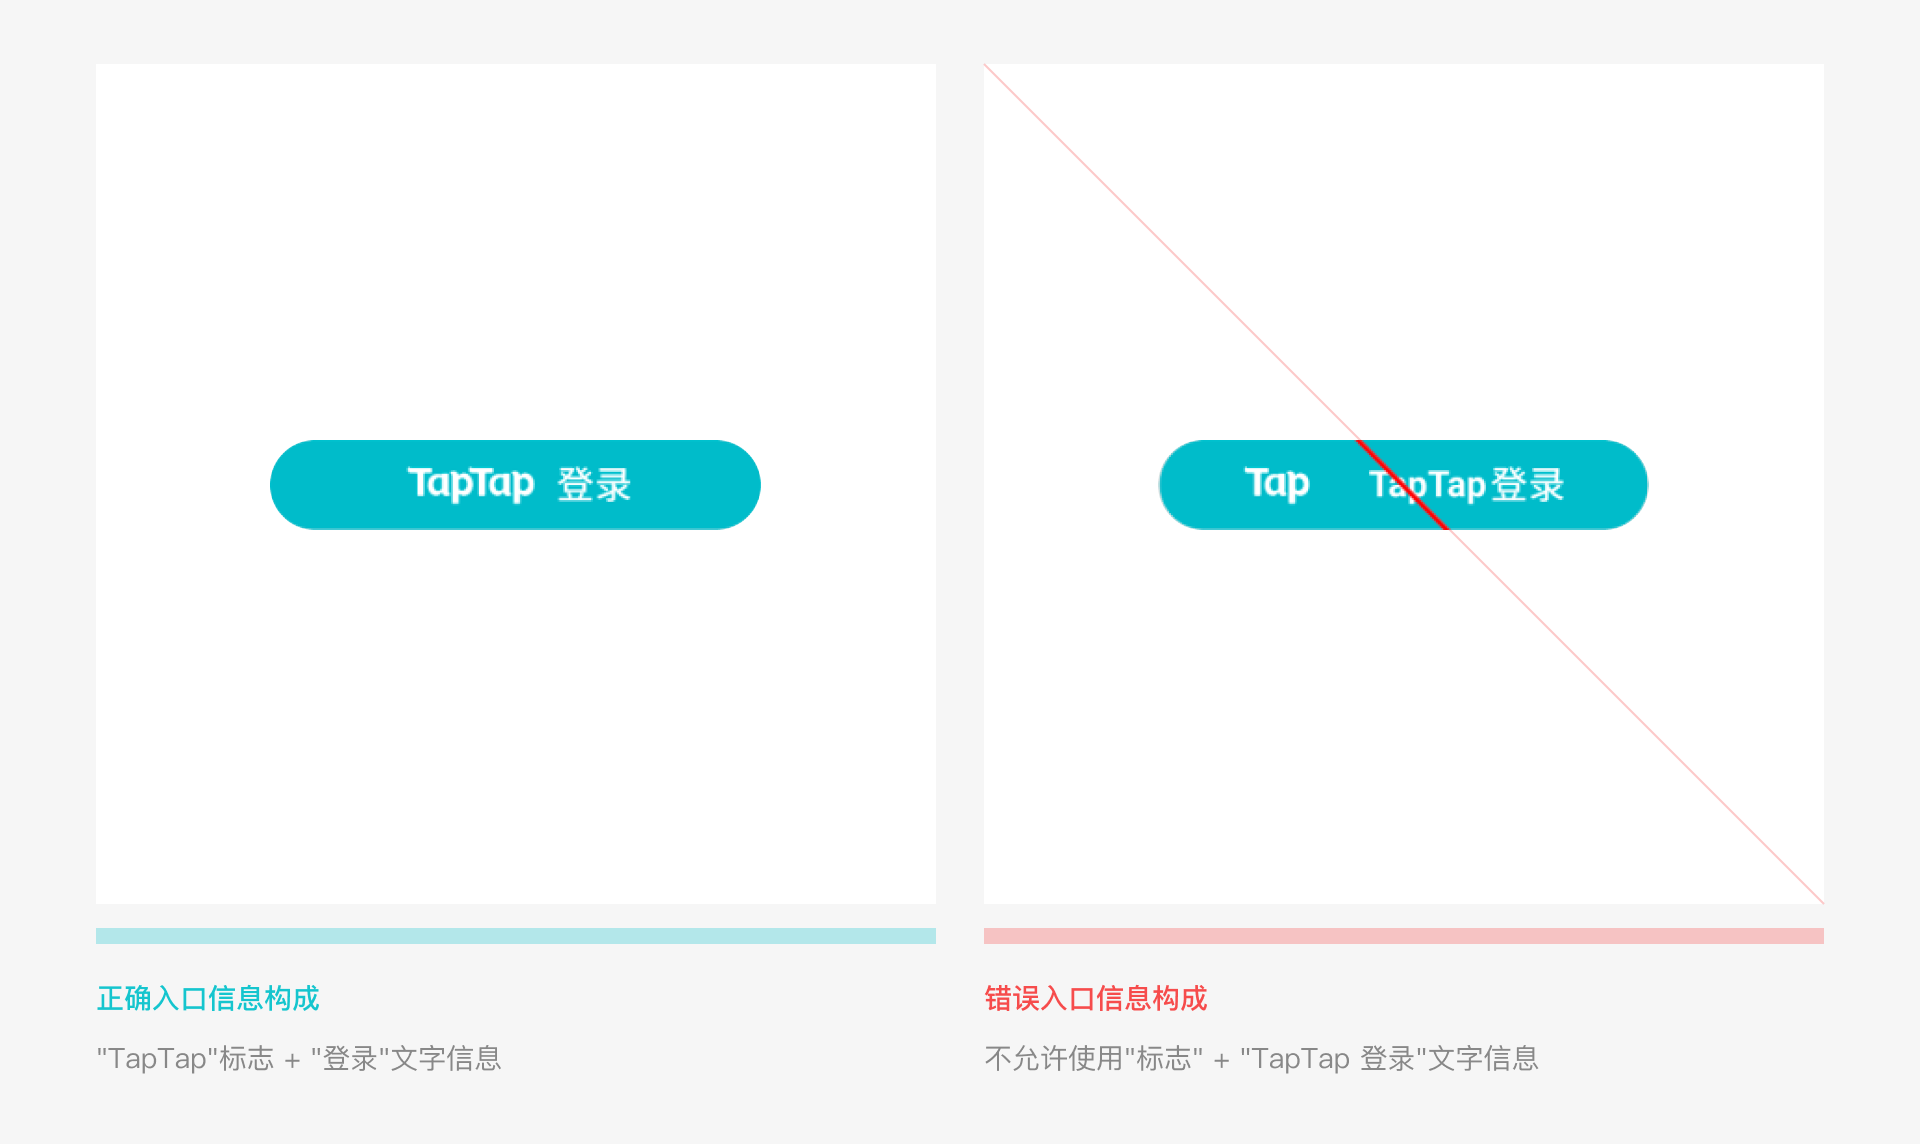 TapTap 登录
Tap TapTap登录
正确入口信息构成
"TapTap"标志 + "登录"文字信息
错误入口信息构成
不允许使用"标志" + "TapTap 登录"文字信息